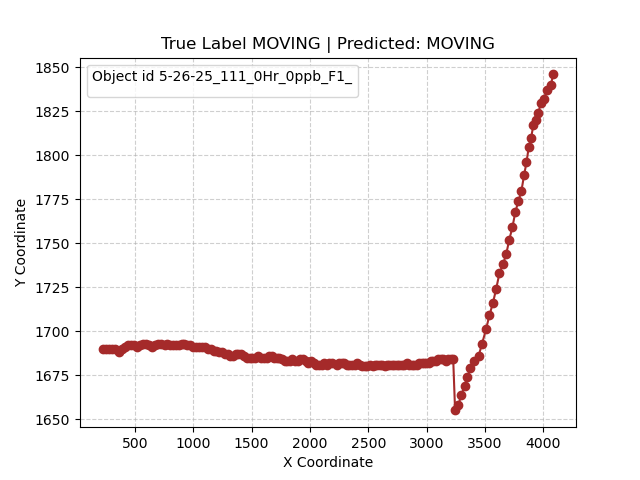 True Label MOVING | Predicted: MOVING
Object id 5-26-25_111_0Hr_0ppb_F1_
1850
1825
1800
1775
1750
1725
1700
1675
1650
Y Coordinate
500 1000 1500 2000 2500 3000 3500 4000
X Coordinate